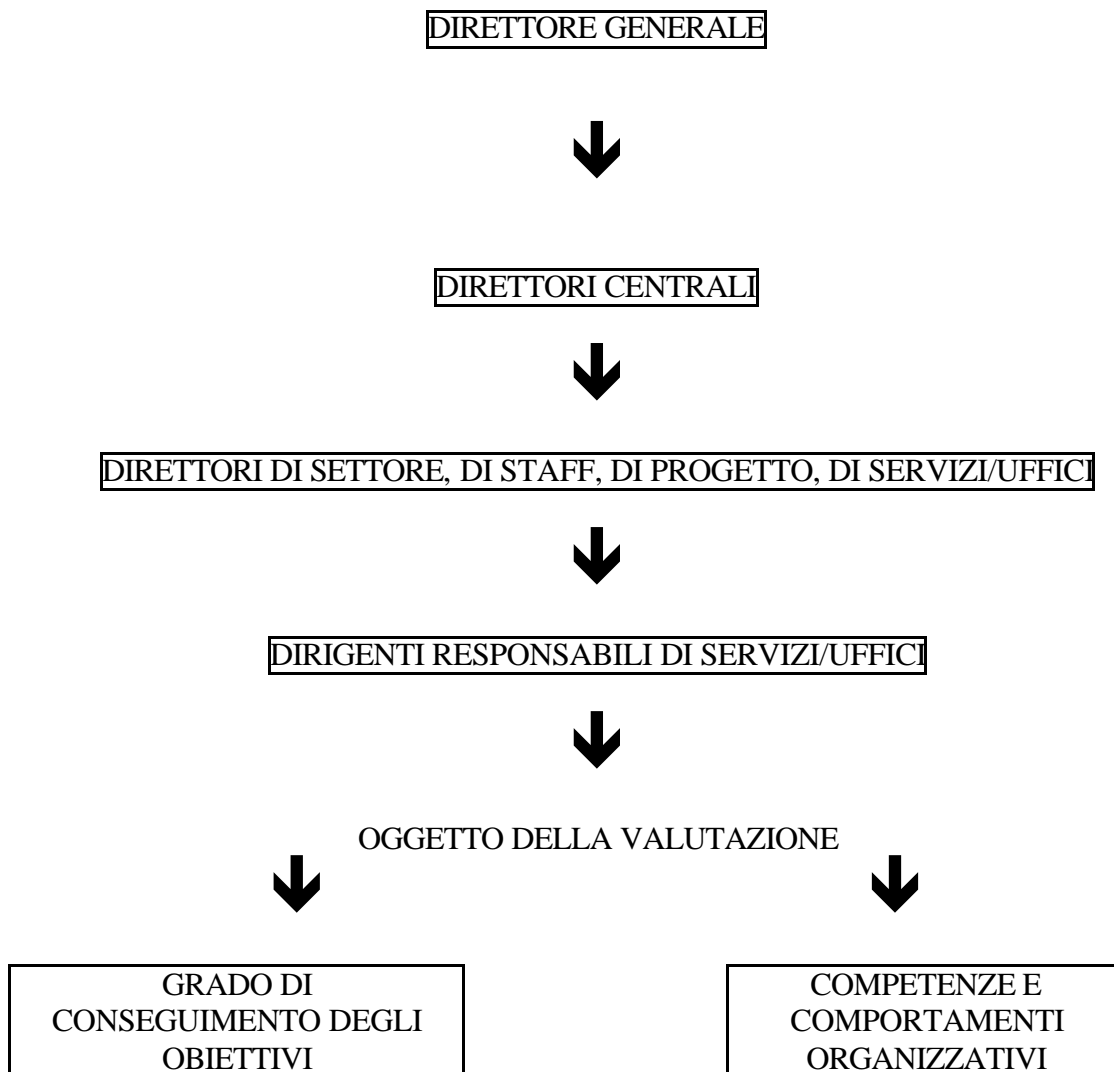 DIRETTORE GENERALE
DIRETTORI CENTRALI
DIRETTORI DI SETTORE, DI STAFF, DI PROGETTO, DI SERVIZI/UFFICI
DIRIGENTI RESPONSABILI DI SERVIZI/UFFICI
OGGETTO DELLA VALUTAZIONE
GRADO DI
CONSEGUIMENTO DEGLI
OBIETTIVI
COMPETENZE E
COMPORTAMENTI
ORGANIZZATIVI